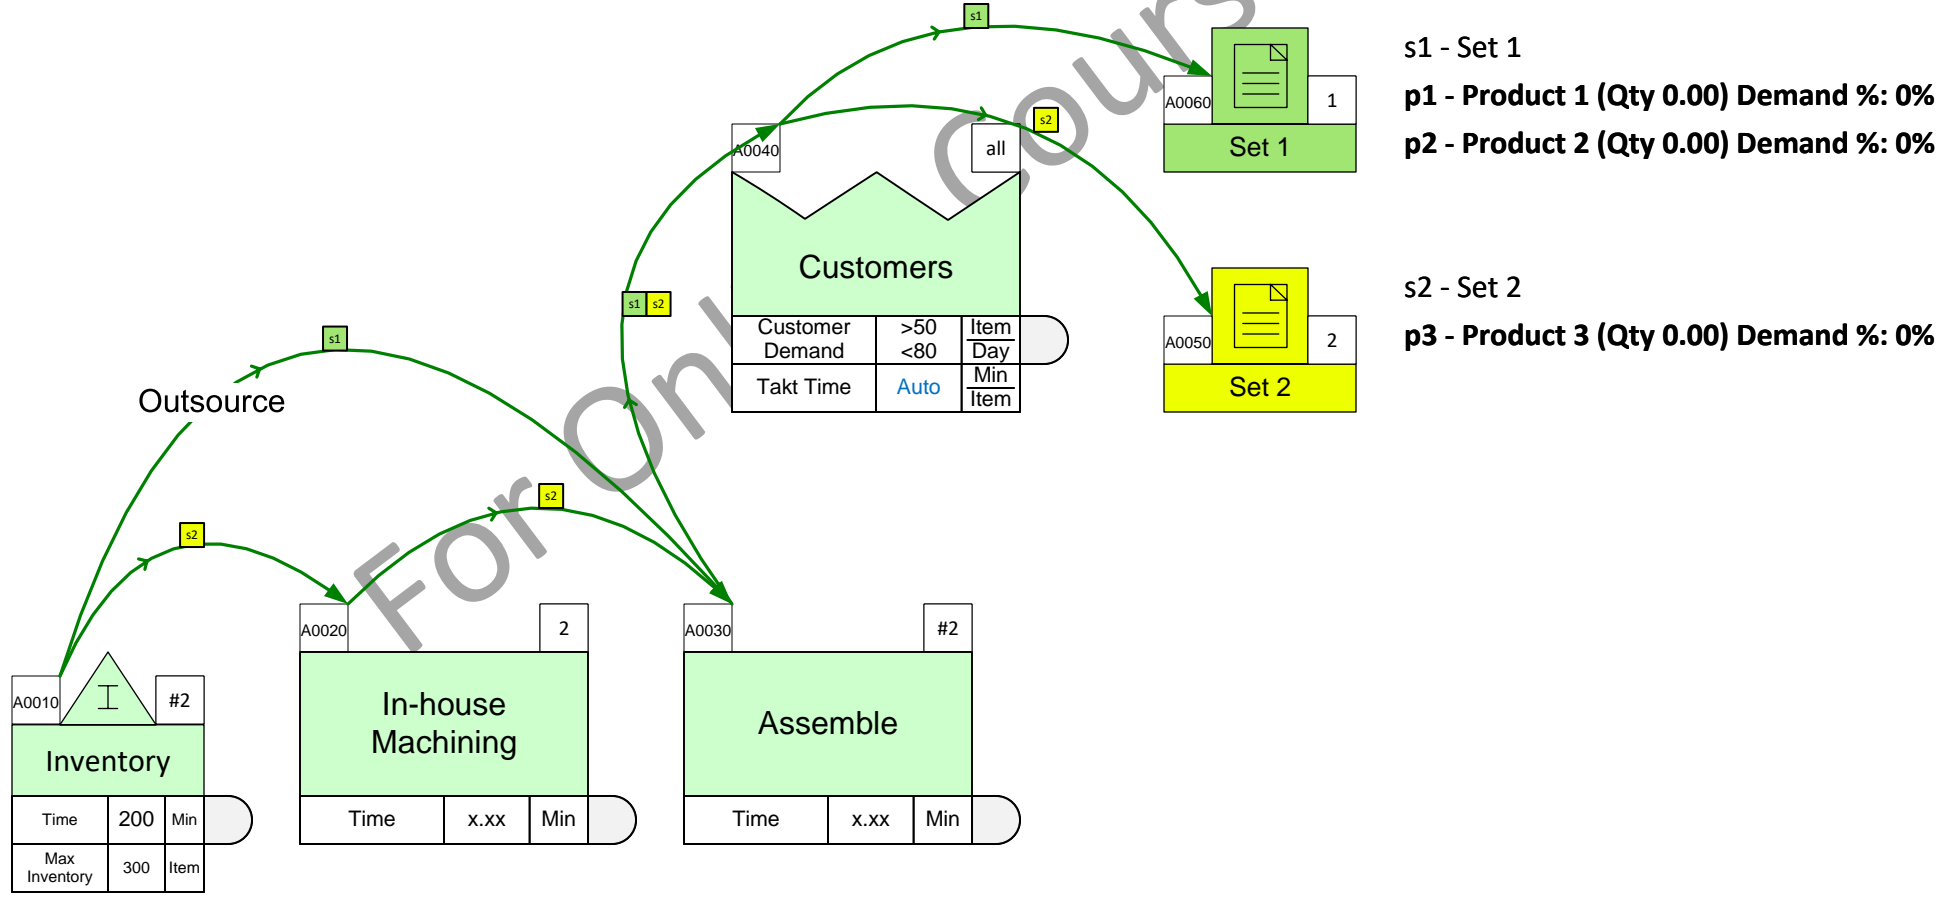 s1
s1 - Set 1
p1 - Product 1 (Qty 0.00) Demand %: 0%
p2 - Product 2 (Qty 0.00) Demand %: 0%
A0060
1
Set 1
s2
A0040
all
Customers
Customer Demand
>50
<80
Item
Day
Takt Time
Auto
Min
Item
s2 - Set 2
p3 - Product 3 (Qty 0.00) Demand %: 0%
A0050
2
Set 2
s1 s2
s1
Outsource
s2
s2
A0020
2
In-house
Machining
Time
x.xx
Min
A0030
#2
Assemble
Time
x.xx
Min
A0010
#2
Inventory
Time
200
Min
Max
Inventory
300
Item
For